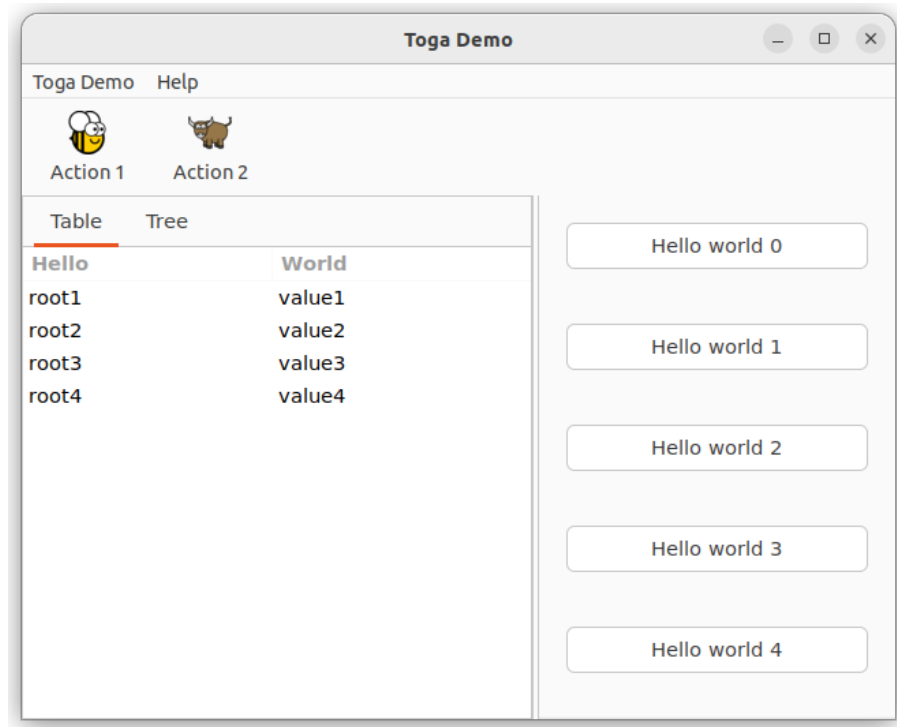 Toga Demo
Toga Demo Help
Action 1 Action 2
Table Tree
Hello World
root1 value1
root2 value2
root3 value3
root4 value4
Hello world 0
Hello world 1
Hello world 2
Hello world 3
Hello world 4